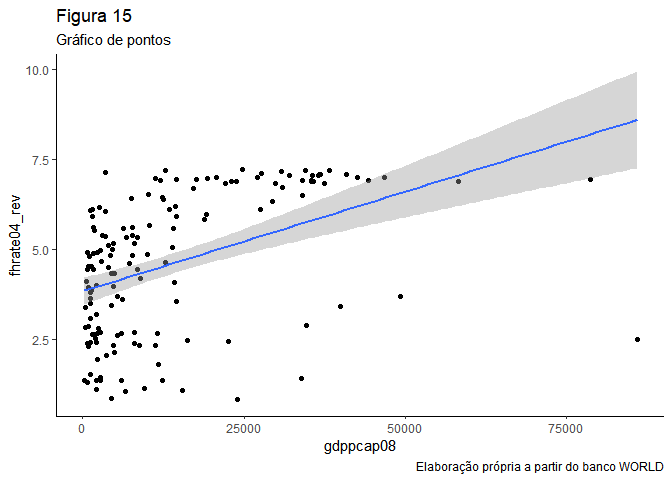 Figura 15
Gráfico de pontos
10.0
7.5
5.0
2.5
fhrate04_rev
0
25000
50000
75000
gdppcap08
Elaboração própria a partir do banco WORLD